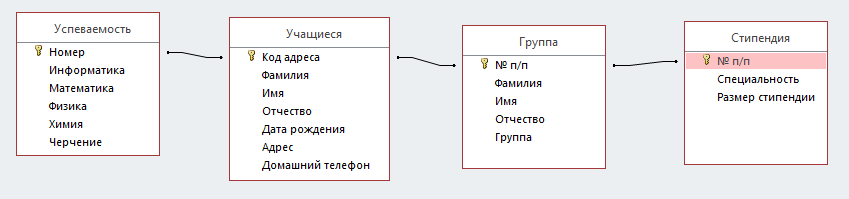 Успеваемость
Номер
Информатика
Математика
Физика
Химия
Черчение
Учащиеся
Код адреса
Фамилия
Имя
Отчество
Дата рождения
Адрес
Домашний телефон
Группа
№ п/п
Фамилия
Имя
Отчество
Группа
Стипендия
№ п/п
Специальность
Размер стипендии